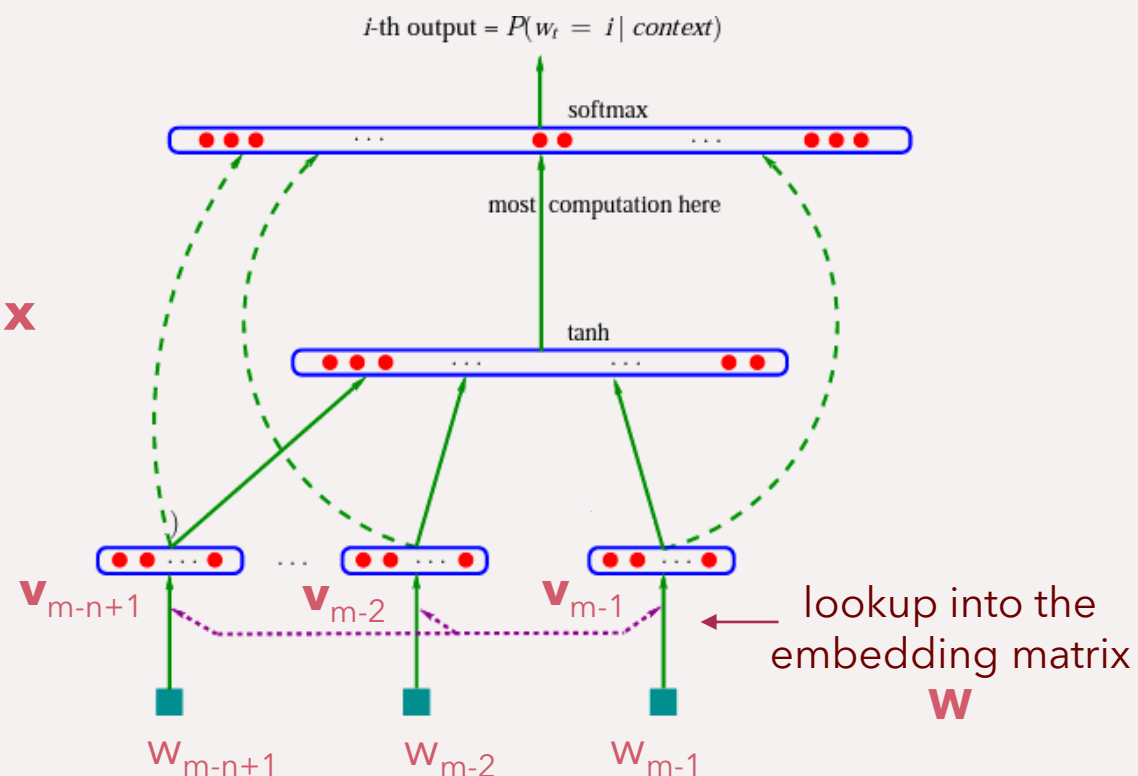 i-th output = P(wₜ = i | context)
softmax
. . . . . .
most computation here
x
tanh
. . . . . .
)
. . . . . . . . . . . .
vₘ₋ₙ₊₁ vₘ₋₂ vₘ₋₁
lookup into the
embedding matrix
W
wₘ₋ₙ₊₁ wₘ₋₂ wₘ₋₁